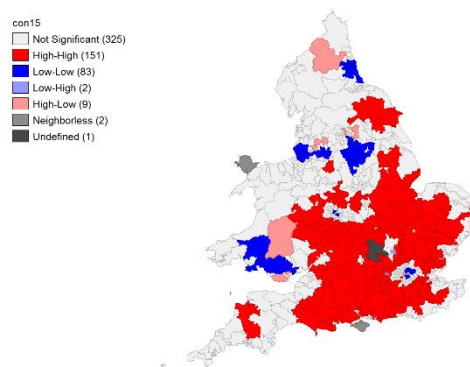 con15
Not Significant (325)
High-High (151)
Low-Low (83)
Low-High (2)
High-Low (9)
Neighborless (2)
Undefined (1)